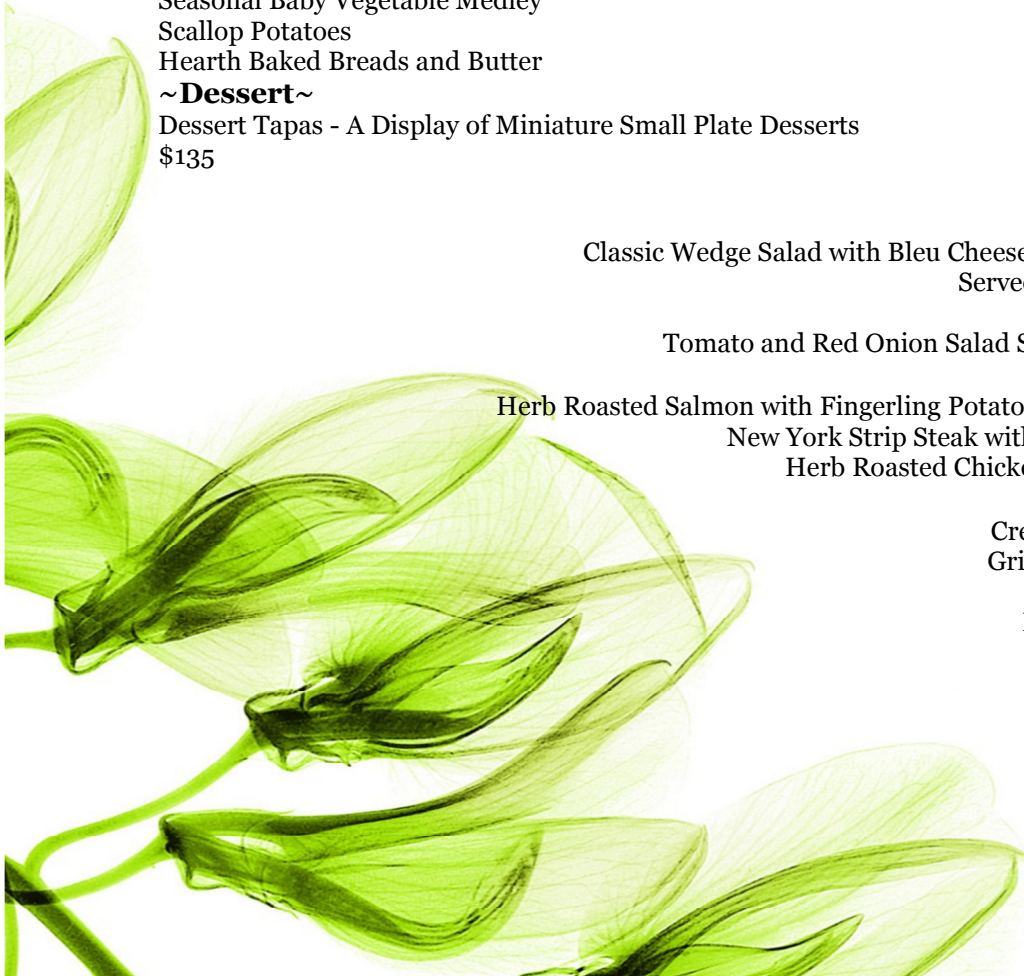 Seasonal Baby Vegetable Medley
Scallop Potatoes
Hearth Baked Breads and Butter
~Dessert~
Dessert Tapas - A Display of Miniature Small Plate Desserts
$135
Classic Wedge Salad with Bleu Cheese
Tomato and Red Onion Salad
Herb Roasted Salmon with Fingerling
New York Strip Steak
Herb Roasted